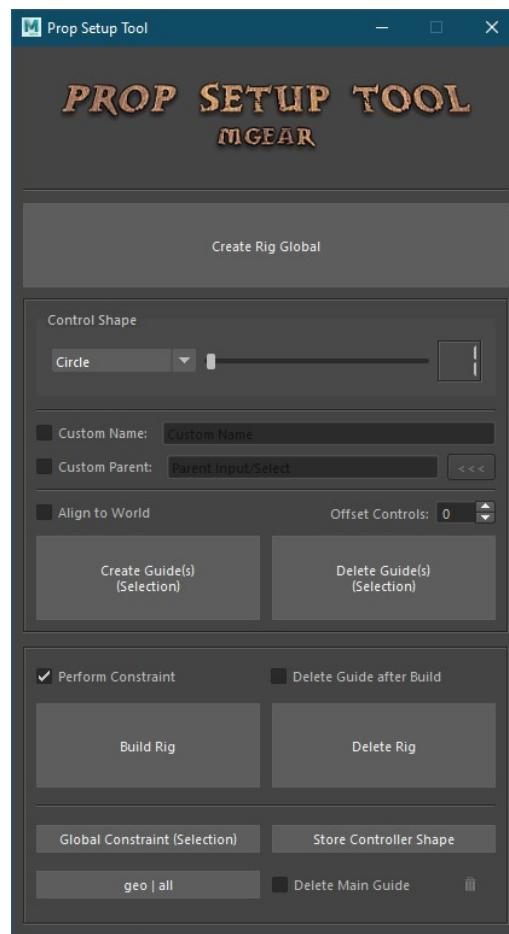 Prop Setup Tool
PROP SETUP TOOL
MGEAR
Create Rig Global
Control Shape
Circle
1
Custom Name: Custom Name
Custom Parent: Parent Input/Select <<<
Align to World Offset Controls: 0
Create Guide(s)
(Selection)
Delete Guide(s)
(Selection)
Perform Constraint Delete Guide after Build
Build Rig Delete Rig
Global Constraint (Selection) Store Controller Shape
geo | all Delete Main Guide